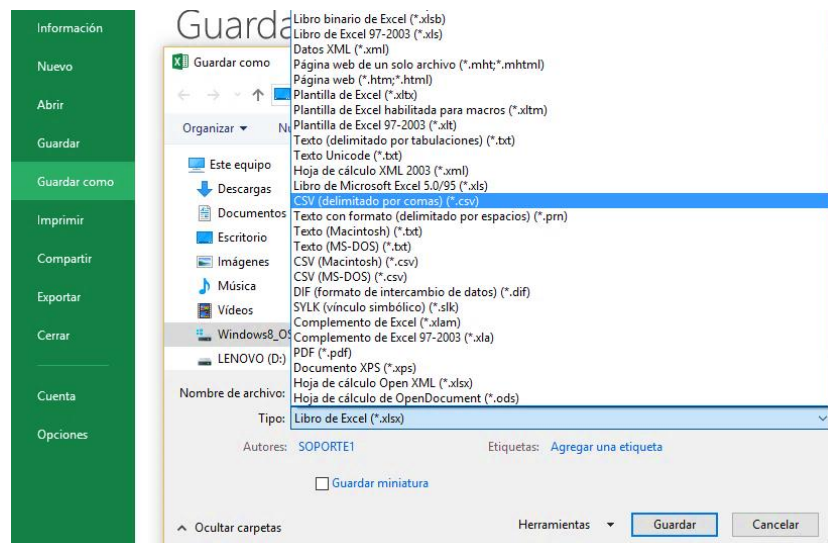 Información
Nuevo
Abrir
Guardar
Guardar como
Imprimir
Compartir
Exportar
Cerrar
Cuenta
Opciones
Guardar como
Organizar
Este equipo
Descargas
Documentos
Escritorio
Imágenes
Música
Vídeos
LENOVO (D:)
Libro binario de Excel (*.xlsb)
Libro de Excel 97-2003 (*.xls)
Datos XML (*.xml)
Página web de un solo archivo (*.mht;*.mhtml)
Página web (*.htm;*.html)
Plantilla de Excel (*.xltx)
Plantilla de Excel habilitada para macros (*.xltm)
Plantilla de Excel 97-2003 (*.xlt)
Texto (delimitado por tabulaciones) (*.txt)
Texto Unicode (*.txt)
Hoja de cálculo XML 2003 (*.xml)
Libro de Microsoft Excel 5.0/95 (*.xls)
CSV (delimitado por comas) (*.csv)
Texto con formato (delimitado por espacios) (*.prn)
Texto (Macintosh) (*.txt)
Texto (MS-DOS) (*.txt)
CSV (Macintosh) (*.csv)
CSV (MS-DOS) (*.csv)
DIF (formato de intercambio de datos) (*.dif)
SYLK (vínculo simbólico) (*.slk)
Complemento de Excel (*.xlam)
Complemento de Excel 97-2003 (*.xla)
PDF (*.pdf)
Documento XPS (*.xps)
Hoja de cálculo Open XML (*.xlsx)
Hoja de cálculo de OpenDocument (*.ods)
Nombre de archivo:
Tipo: Libro de Excel (*.xlsx)
Autores: SOPORTE1 Etiquetas: Agregar una etiqueta
Guardar miniatura
Ocultar carpetas Herramientas Guardar Cancelar